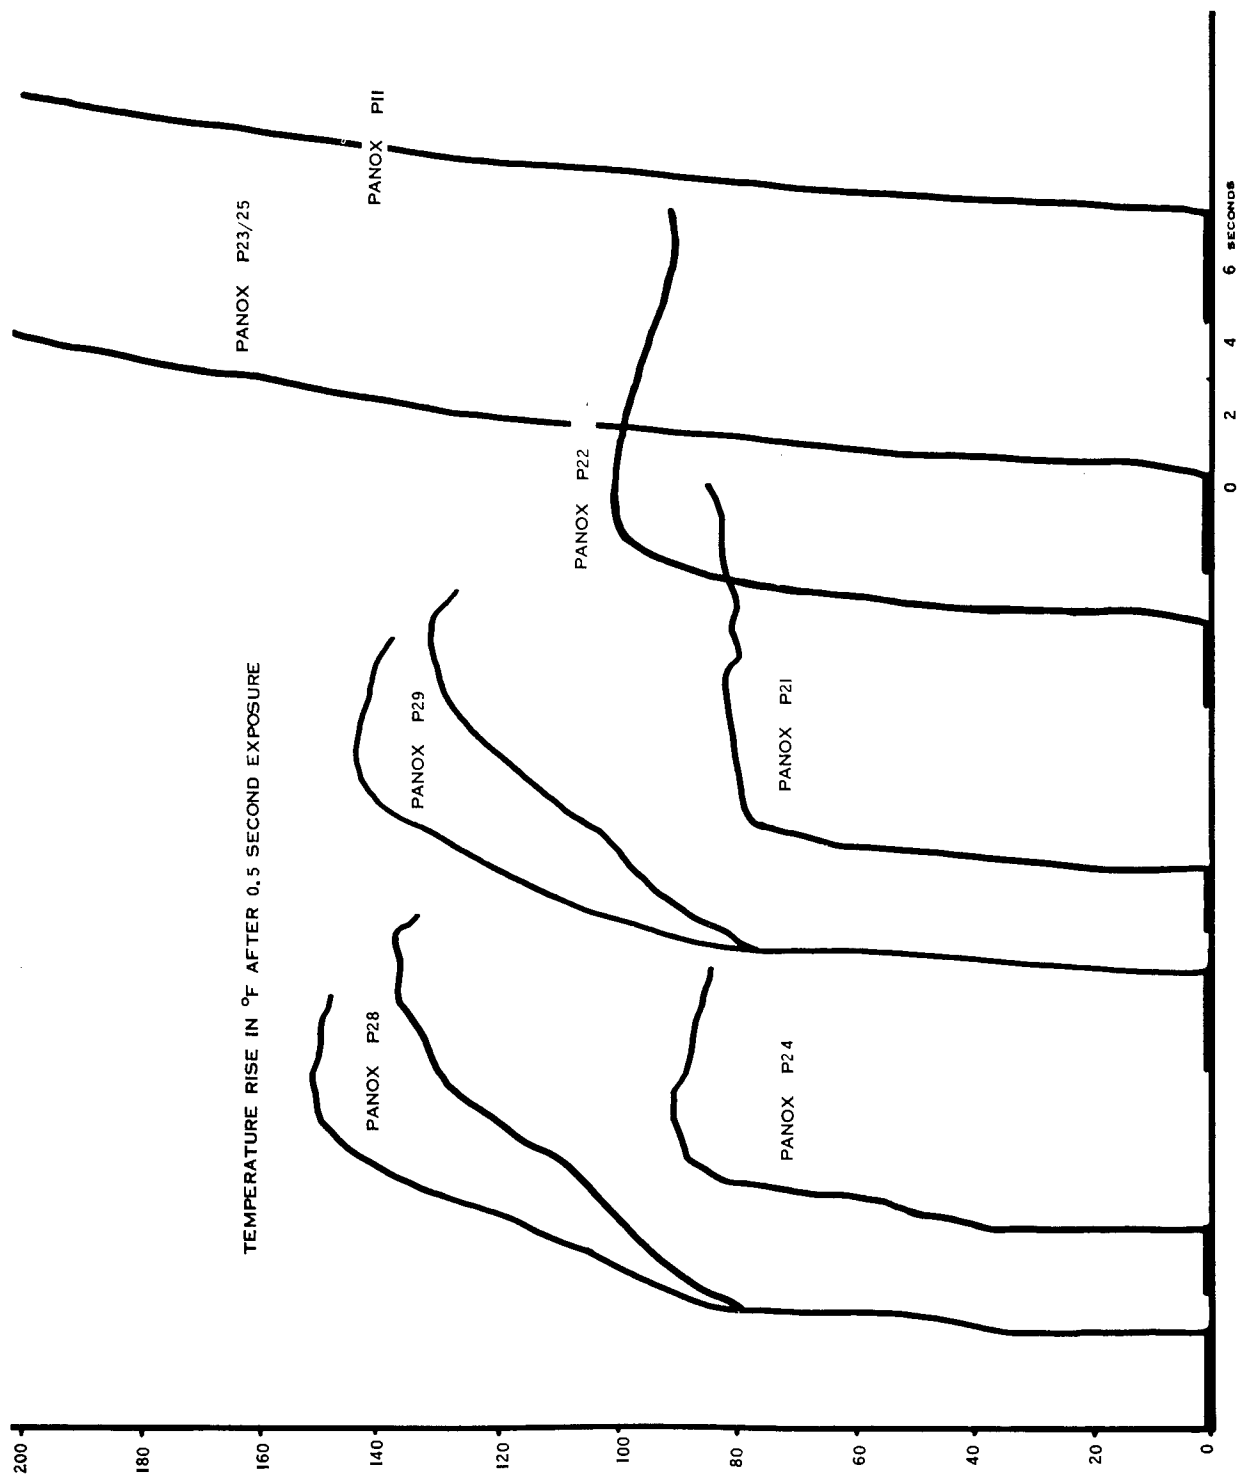 TEMPERATURE RISE IN °F AFTER 0.5 SECOND EXPOSURE
200
180
160
140
120
100
80
60
40
20
0
PANOX P28
PANOX P24
PANOX P29
PANOX P21
PANOX P22
PANOX P23/25
PANOX P11
0 2 4 6 SECONDS